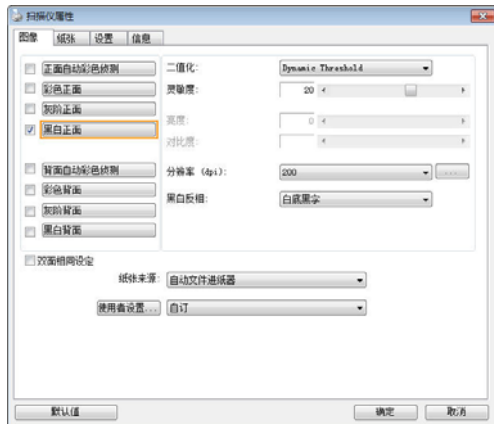 扫描仪属性
图像 纸张 设置 信息
正面自动彩色侦测
彩色正面
灰阶正面
黑白正面
背面自动彩色侦测
彩色背面
灰阶背面
黑白背面
二值化: Dynamic Threshold
灵敏度: 20
亮度: 0
对比度:
分辨率 (dpi): 200 ...
黑白反相: 白底黑字
双面相同设定
纸张来源: 自动文件进纸器
使用者设置... 自订
默认值 确定 取消